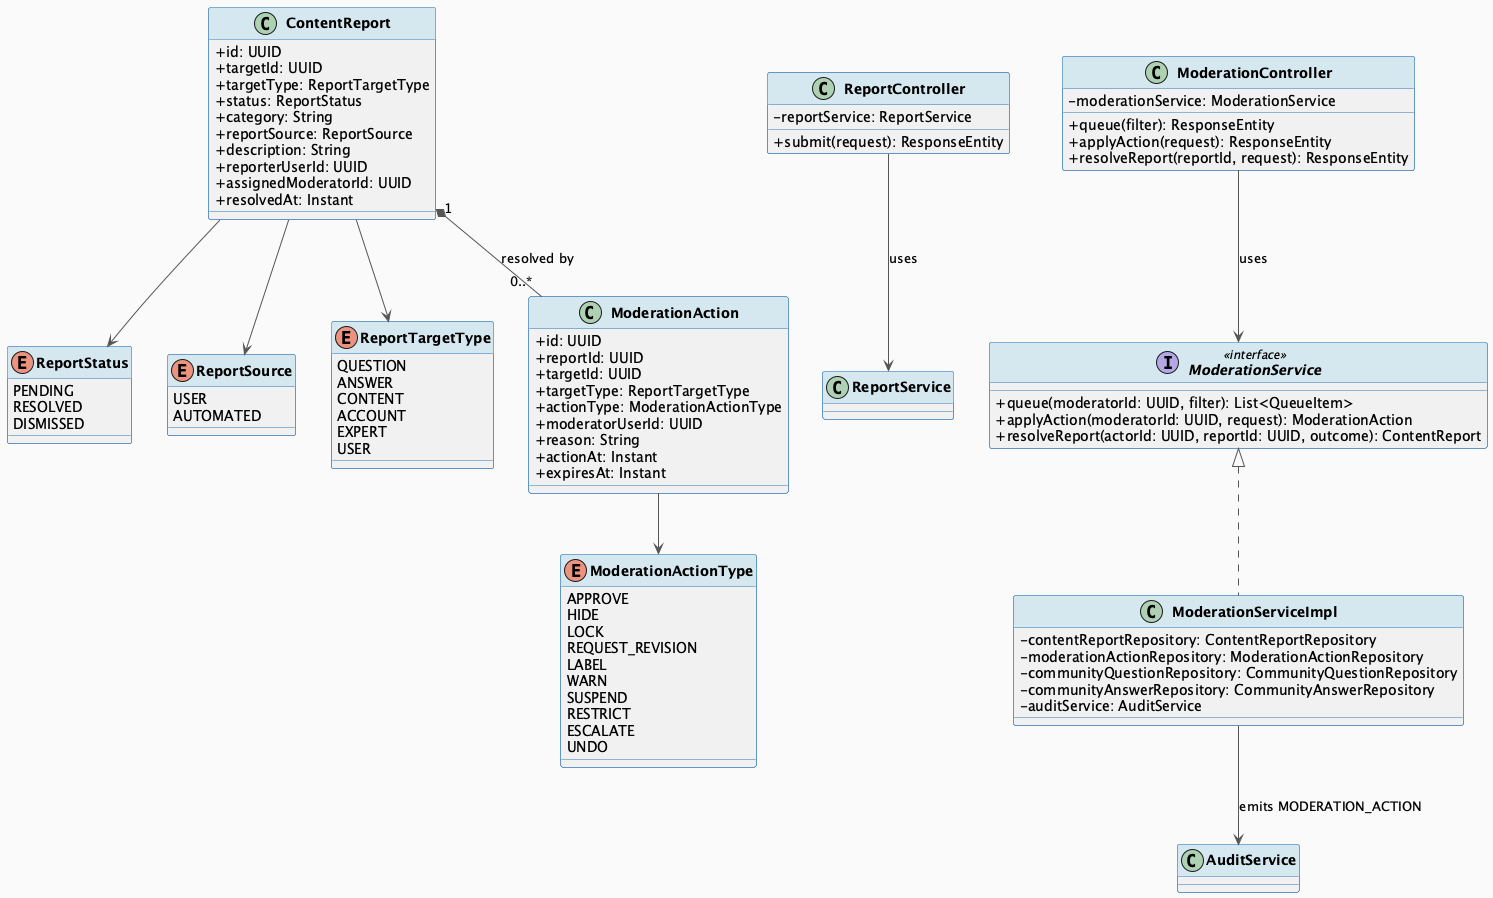 C ContentReport
+id: UUID
+targetId: UUID
+targetType: ReportTargetType
+status: ReportStatus
+category: String
+reportSource: ReportSource
+description: String
+reporterUserId: UUID
+assignedModeratorId: UUID
+resolvedAt: Instant
1
resolved by
0..*
C ReportController
-reportService: ReportService
+submit(request): ResponseEntity
uses
C ModerationController
-moderationService: ModerationService
+queue(filter): ResponseEntity
+applyAction(request): ResponseEntity
+resolveReport(reportId, request): ResponseEntity
uses
E ReportStatus
PENDING
RESOLVED
DISMISSED
E ReportSource
USER
AUTOMATED
E ReportTargetType
QUESTION
ANSWER
CONTENT
ACCOUNT
EXPERT
USER
C ModerationAction
+id: UUID
+reportId: UUID
+targetId: UUID
+targetType: ReportTargetType
+actionType: ModerationActionType
+moderatorUserId: UUID
+reason: String
+actionAt: Instant
+expiresAt: Instant
C ReportService
«interface»
I ModerationService
+queue(moderatorId: UUID, filter): List<QueueItem>
+applyAction(moderatorId: UUID, request): ModerationAction
+resolveReport(actorId: UUID, reportId: UUID, outcome): ContentReport
E ModerationActionType
APPROVE
HIDE
LOCK
REQUEST_REVISION
LABEL
WARN
SUSPEND
RESTRICT
ESCALATE
UNDO
C ModerationServiceImpl
-contentReportRepository: ContentReportRepository
-moderationActionRepository: ModerationActionRepository
-communityQuestionRepository: CommunityQuestionRepository
-communityAnswerRepository: CommunityAnswerRepository
-auditService: AuditService
emits MODERATION_ACTION
C AuditService